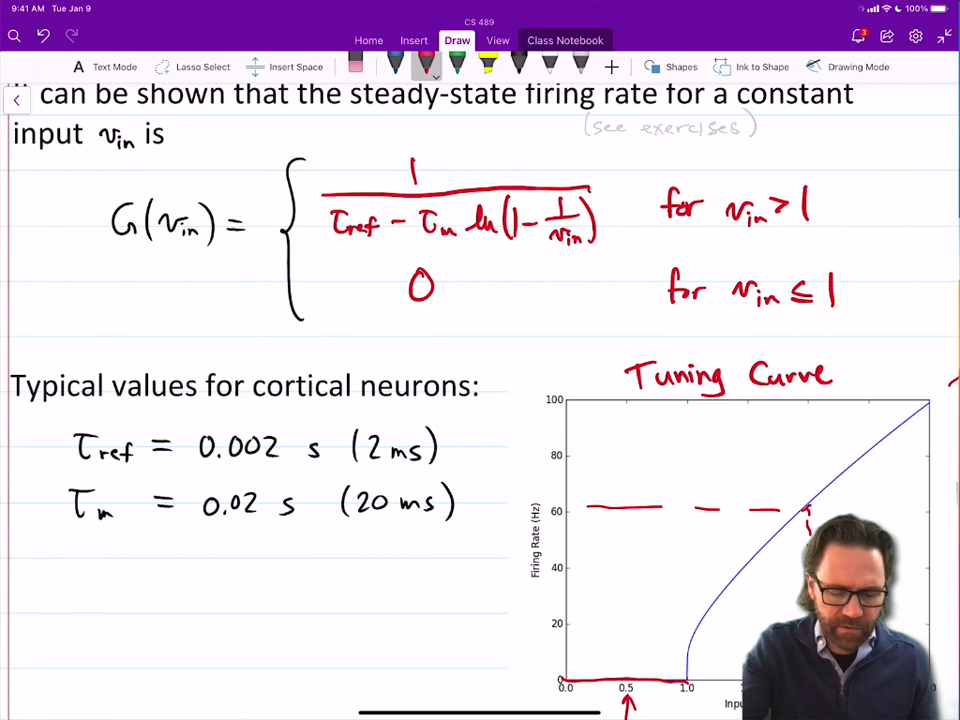 9:41 AM Tue Jan 9
100%
CS 489
Home Insert Draw View Class Notebook
3
Text Mode Lasso Select Insert Space Shapes Ink to Shape Drawing Mode
can be shown that the steady-state firing rate for a constant
(see exercises)
input v_in is
G(v_in) = { 1 / (τ_ref − τ_m ln(1 − 1/v_in)) for v_in > 1
0 for v_in ≤ 1
Typical values for cortical neurons:
τ_ref = 0.002 s (2 ms)
τ_m = 0.02 s (20 ms)
Tuning Curve
100
80
60
40
20
0
Firing Rate (Hz)
0.0 0.5 1.0
Inpu